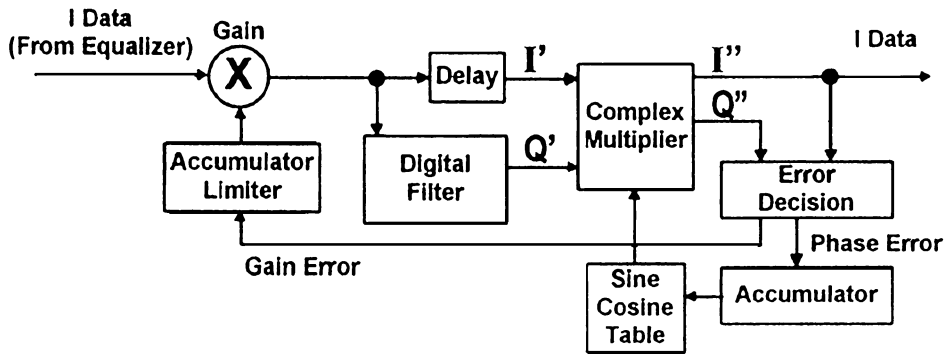 I Data
(From Equalizer)
Gain
X
Delay
I'
Complex
Multiplier
I"
I Data
Q"
Accumulator
Limiter
Digital
Filter
Q'
Error
Decision
Gain Error
Phase Error
Sine
Cosine
Table
Accumulator